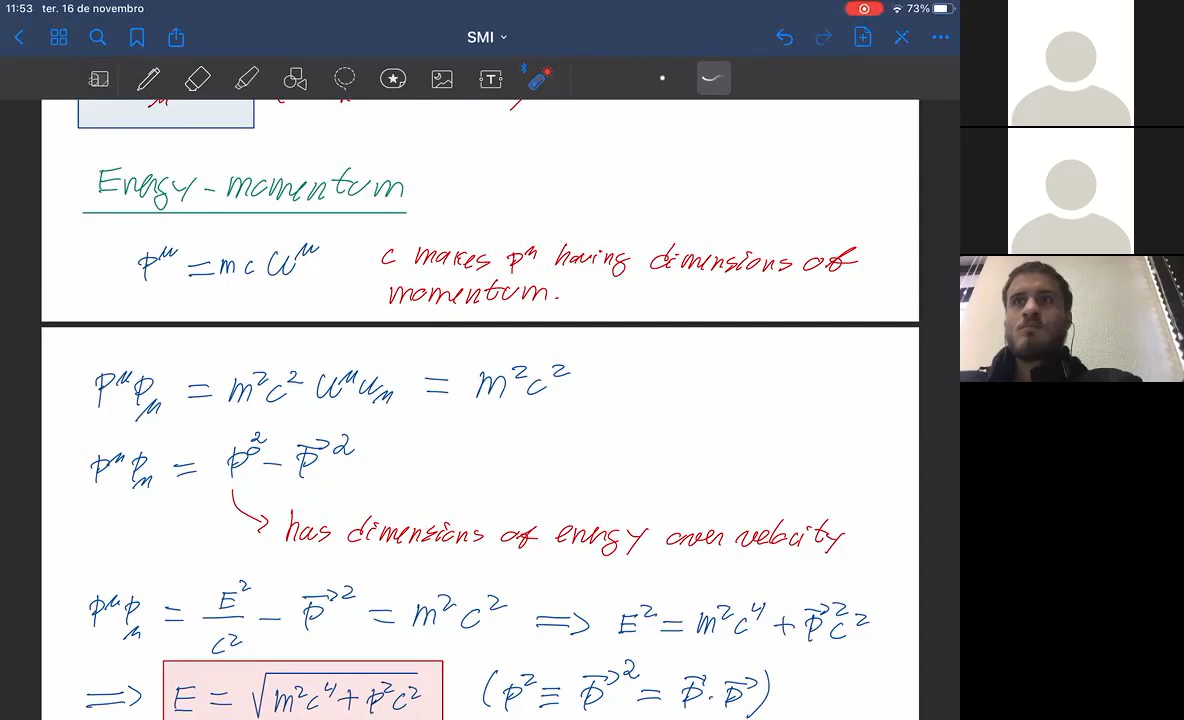 11:53 ter. 16 de novembro 73%
SMI
Energy-momentum
p^μ = mc U^μ c makes p^μ having dimensions of
momentum.
p^μ p_μ = m²c² U^μ U_μ = m²c²
p^μ p_μ = p⁰² - p⃗²
has dimensions of energy over velocity
p^μ p_μ = E²/c² - p⃗² = m²c² ⟹ E² = m²c⁴ + p⃗²c²
⟹ E = √(m²c⁴ + p²c²) (p² ≡ p⃗² = p⃗ · p⃗)